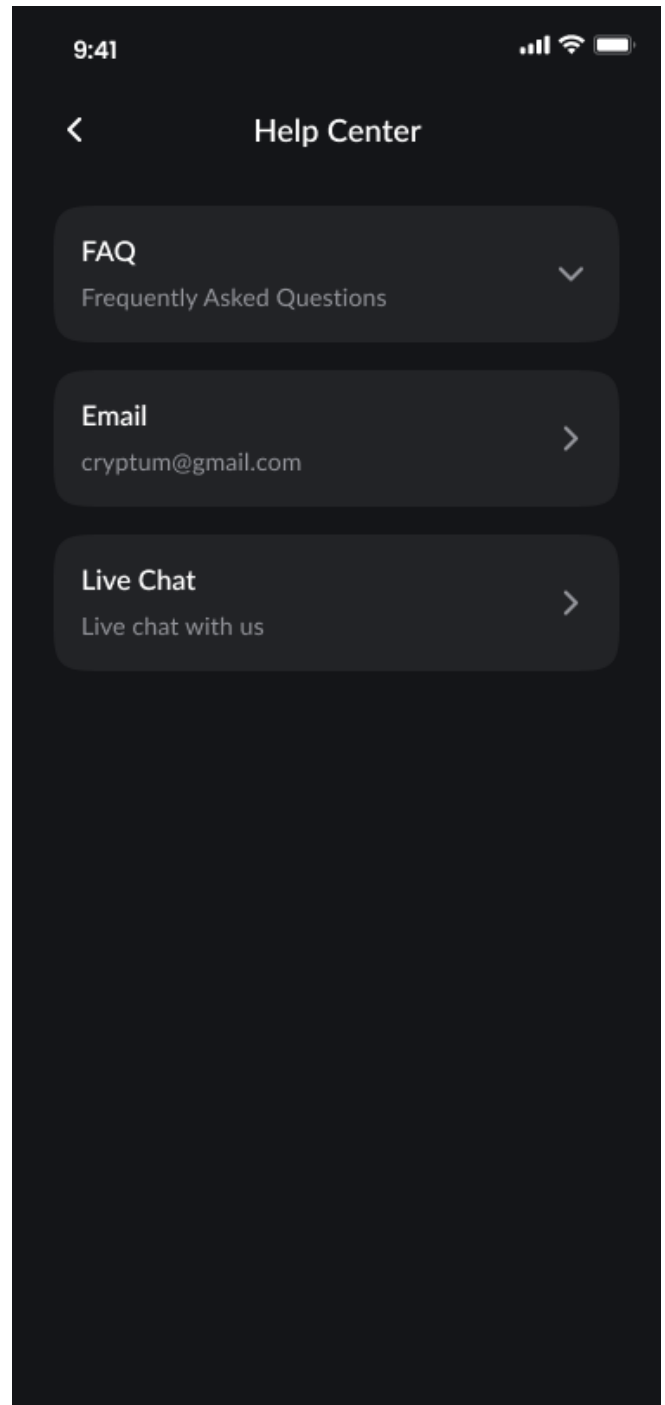 9:41
Help Center
FAQ
Frequently Asked Questions
Email
cryptum@gmail.com
Live Chat
Live chat with us